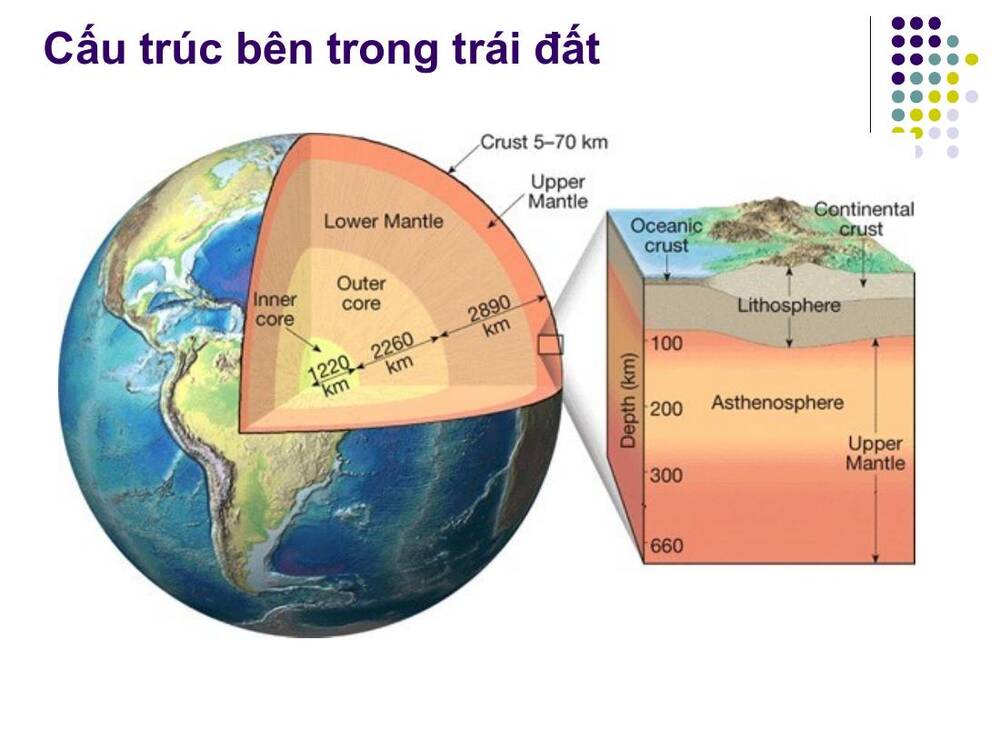 Cấu trúc bên trong trái đất
Crust 5–70 km
Upper
Mantle
Lower Mantle
Outer
core
Inner
core
1220
km
2260
km
2890
km
Oceanic
crust
Continental
crust
Lithosphere
100
200
300
660
Depth (km)
Asthenosphere
Upper
Mantle